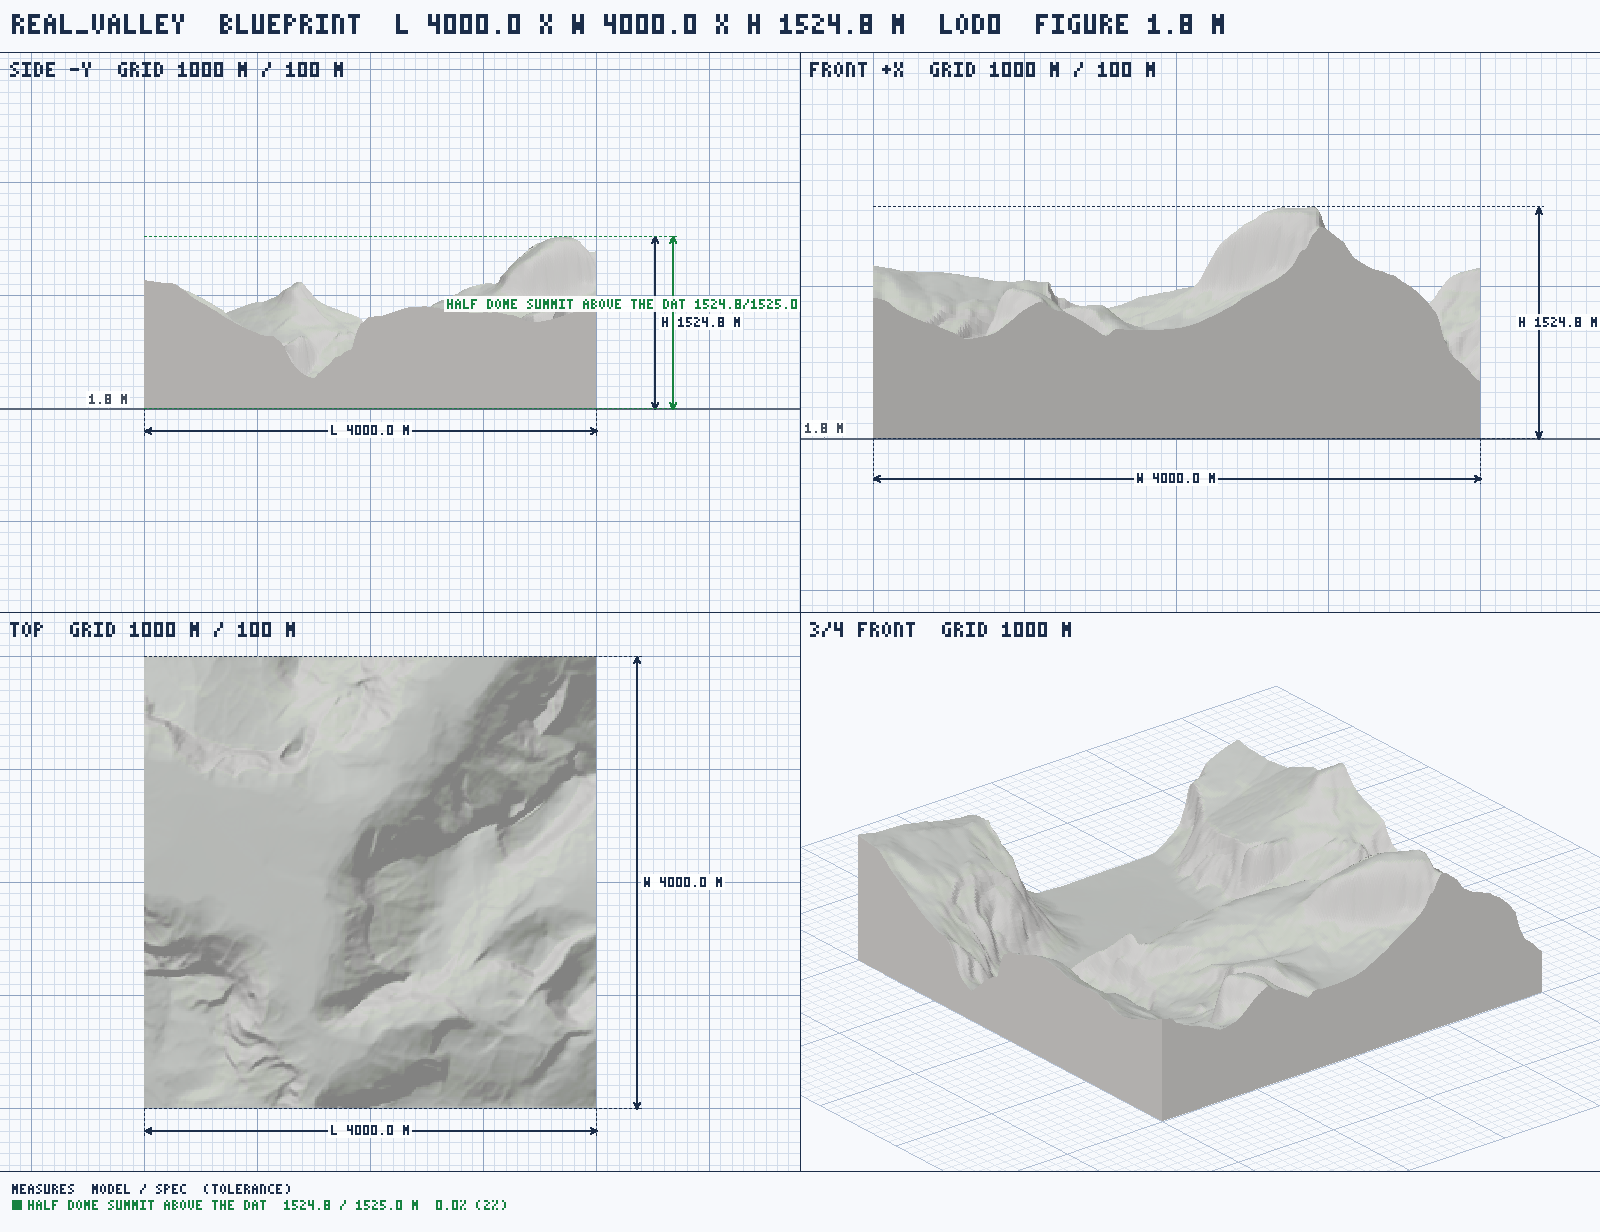 REAL_VALLEY BLUEPRINT L 4000.0 X W 4000.0 X H 1524.8 M LOD0 FIGURE 1.8 M
SIDE -Y GRID 1000 M / 100 M
HALF DOME SUMMIT ABOVE THE DAT 1524.8/1525.0
H 1524.8 M
1.8 M
L 4000.0 M
FRONT +X GRID 1000 M / 100 M
H 1524.8 M
1.8 M
W 4000.0 M
TOP GRID 1000 M / 100 M
W 4000.0 M
L 4000.0 M
3/4 FRONT GRID 1000 M
MEASURES MODEL / SPEC (TOLERANCE)
HALF DOME SUMMIT ABOVE THE DAT 1524.8 / 1525.0 M 0.0% (2%)